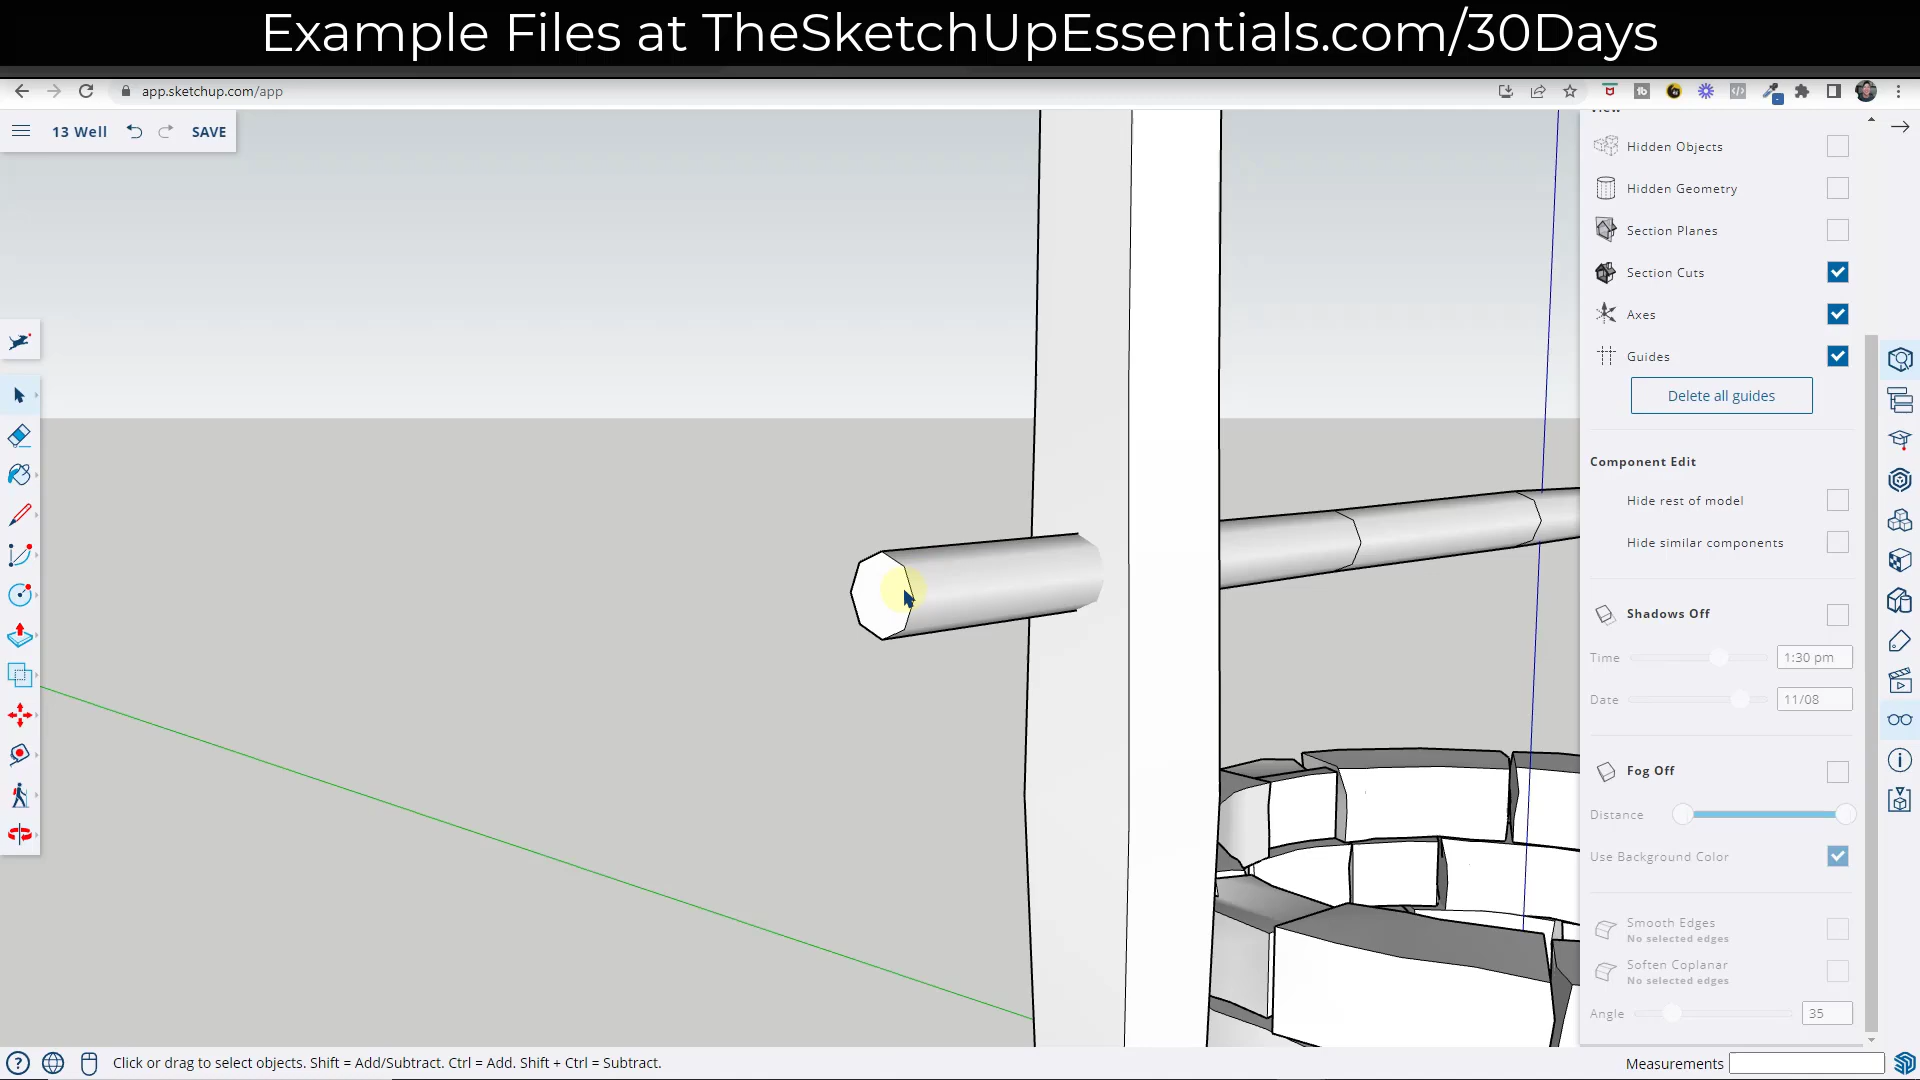 Example Files at TheSketchUpEssentials.com/30Days
app.sketchup.com/app
13 Well
SAVE
View
Hidden Objects
Hidden Geometry
Section Planes
Section Cuts
Axes
Guides
Delete all guides
Component Edit
Hide rest of model
Hide similar components
Shadows Off
Time
1:30 pm
Date
11/08
Fog Off
Distance
Use Background Color
Smooth Edges
No selected edges
Soften Coplanar
No selected edges
Angle
35
Click or drag to select objects. Shift = Add/Subtract. Ctrl = Add. Shift + Ctrl = Subtract.
Measurements